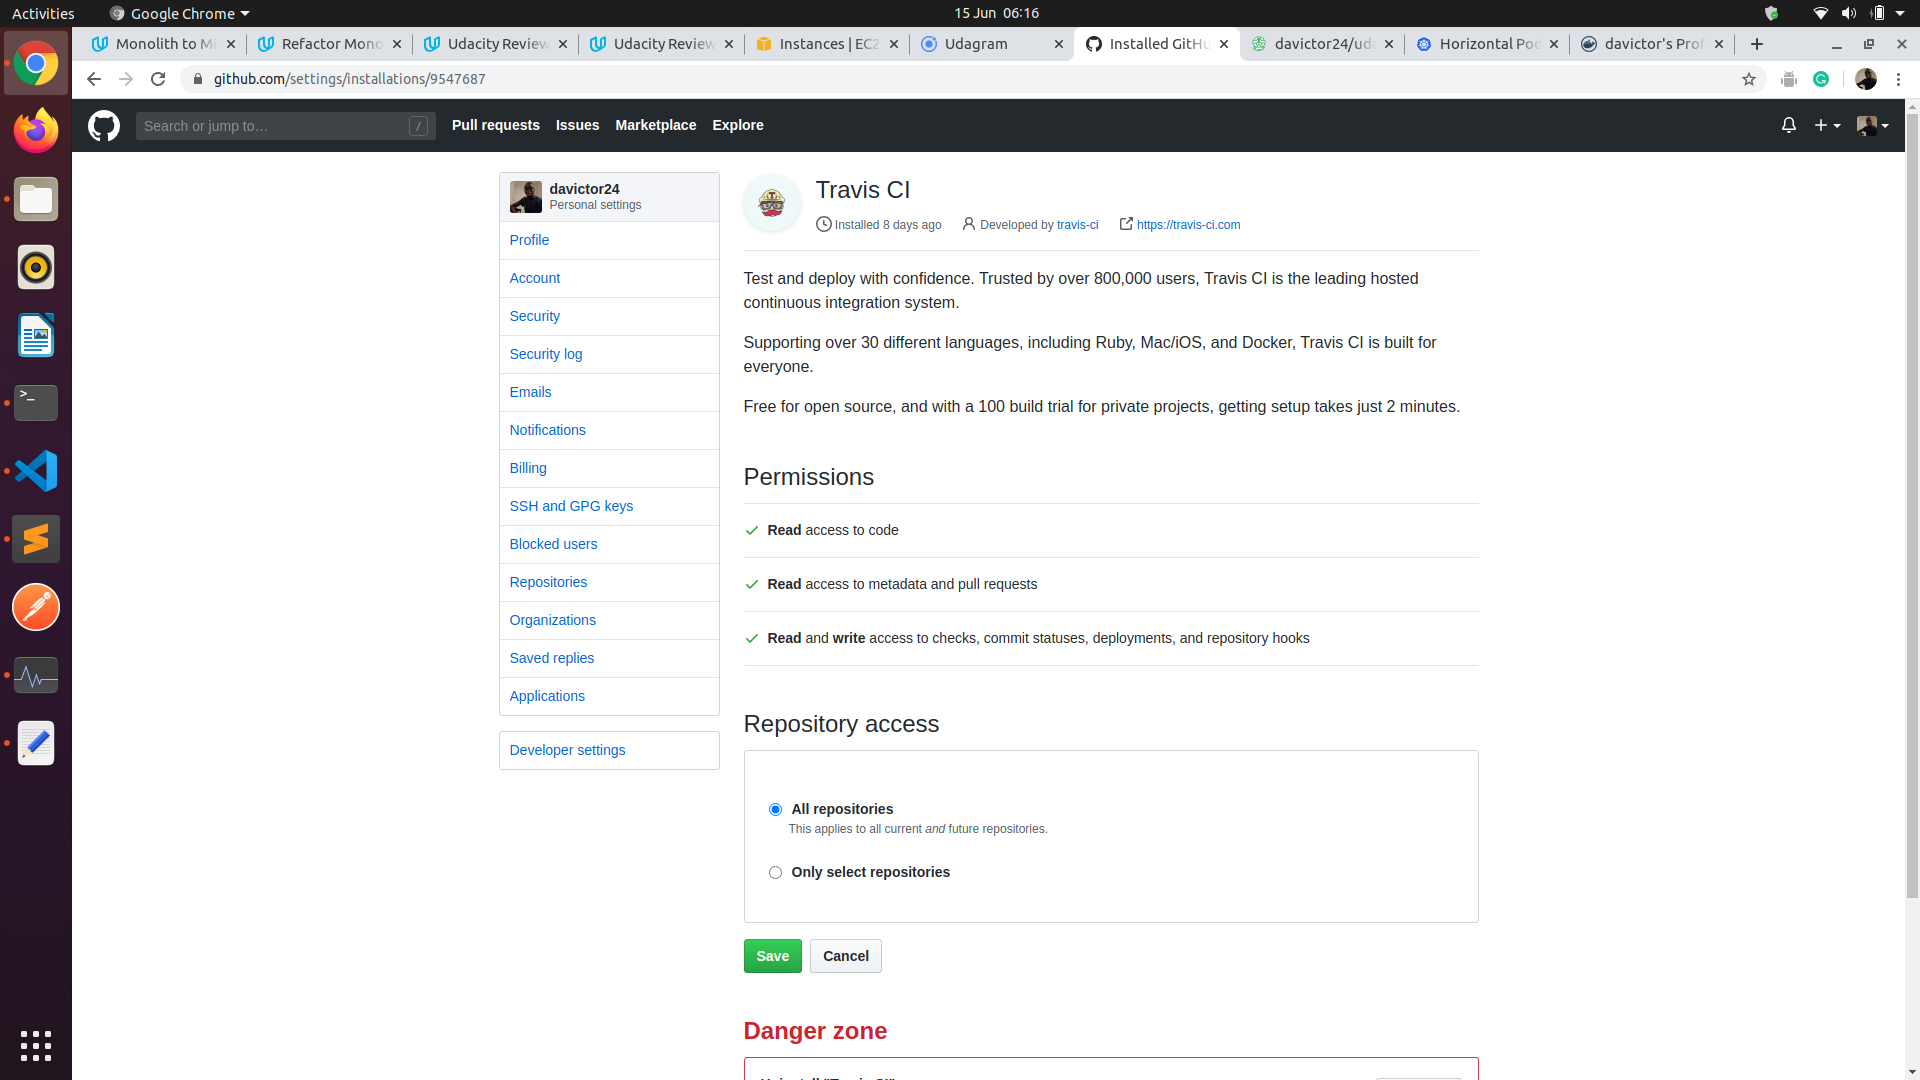 Activities
Google Chrome
15 Jun 06:16
Monolith to Mi
Refactor Mono
Udacity Review
Udacity Review
Instances | EC2
Udagram
Installed GitHu
davictor24/uda
Horizontal Pod
davictor's Prof
github.com/settings/installations/9547687
Search or jump to…
/
Pull requests
Issues
Marketplace
Explore
davictor24
Personal settings
Profile
Account
Security
Security log
Emails
Notifications
Billing
SSH and GPG keys
Blocked users
Repositories
Organizations
Saved replies
Applications
Developer settings
Travis CI
Installed 8 days ago
Developed by travis-ci
https://travis-ci.com
Test and deploy with confidence. Trusted by over 800,000 users, Travis CI is the leading hosted
continuous integration system.
Supporting over 30 different languages, including Ruby, Mac/iOS, and Docker, Travis CI is built for
everyone.
Free for open source, and with a 100 build trial for private projects, getting setup takes just 2 minutes.
Permissions
Read access to code
Read access to metadata and pull requests
Read and write access to checks, commit statuses, deployments, and repository hooks
Repository access
All repositories
This applies to all current and future repositories.
Only select repositories
Save
Cancel
Danger zone